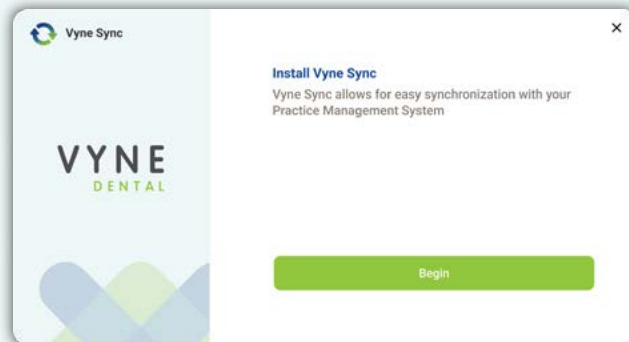 Vyne Sync
VYNE
DENTAL
Install Vyne Sync
Vyne Sync allows for easy synchronization with your
Practice Management System
Begin